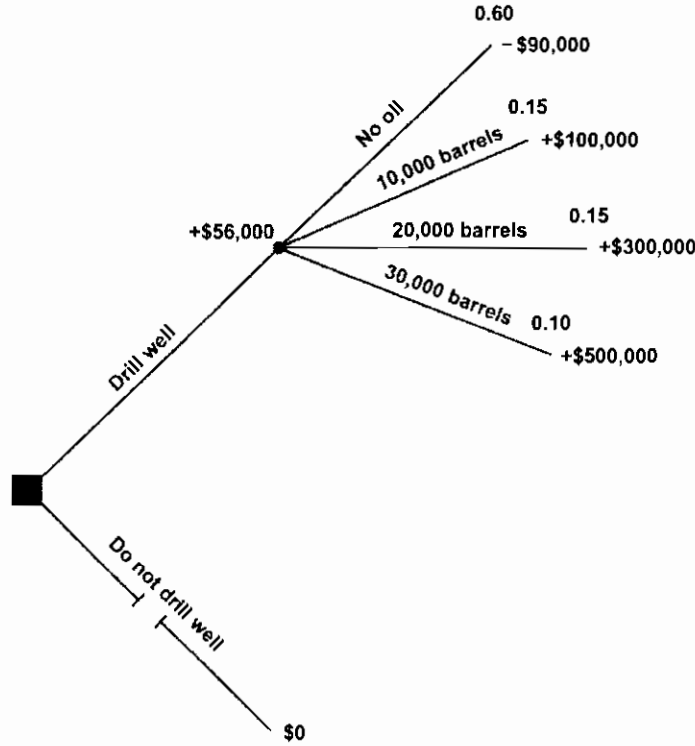 0.60
− $90,000
No oil
0.15
+$100,000
10,000 barrels
0.15
+$56,000
20,000 barrels
+$300,000
30,000 barrels
0.10
+$500,000
Drill well
Do not drill well
$0